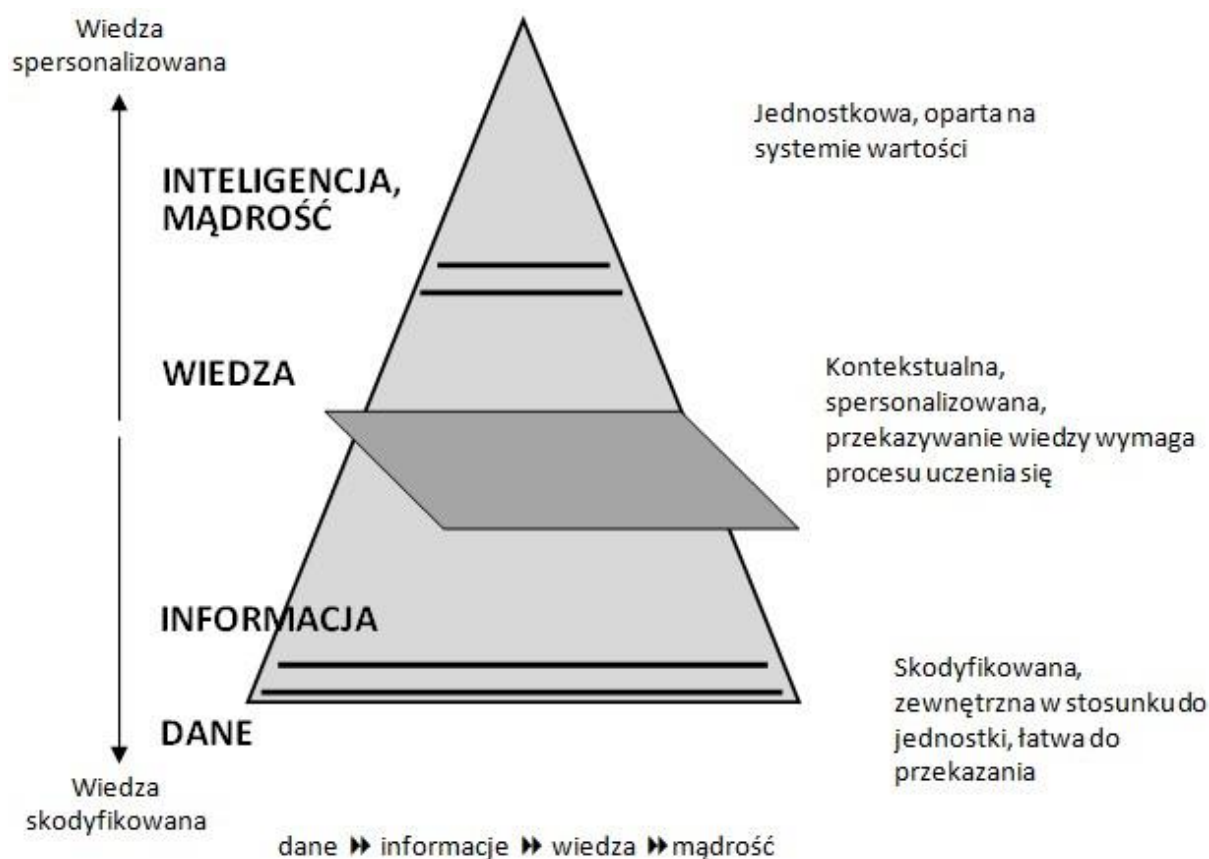 Wiedza
spersonalizowana
Jednostkowa, oparta na
systemie wartości
INTELIGENCJA,
MĄDROŚĆ
WIEDZA
Kontekstualna,
spersonalizowana,
przekazywanie wiedzy wymaga
procesu uczenia się
INFORMACJA
Skodyfikowana,
zewnętrzna w stosunku do
jednostki, łatwa do
przekazania
DANE
Wiedza
skodyfikowana
dane ⯮ informacje ⯮ wiedza ⯮ mądrość